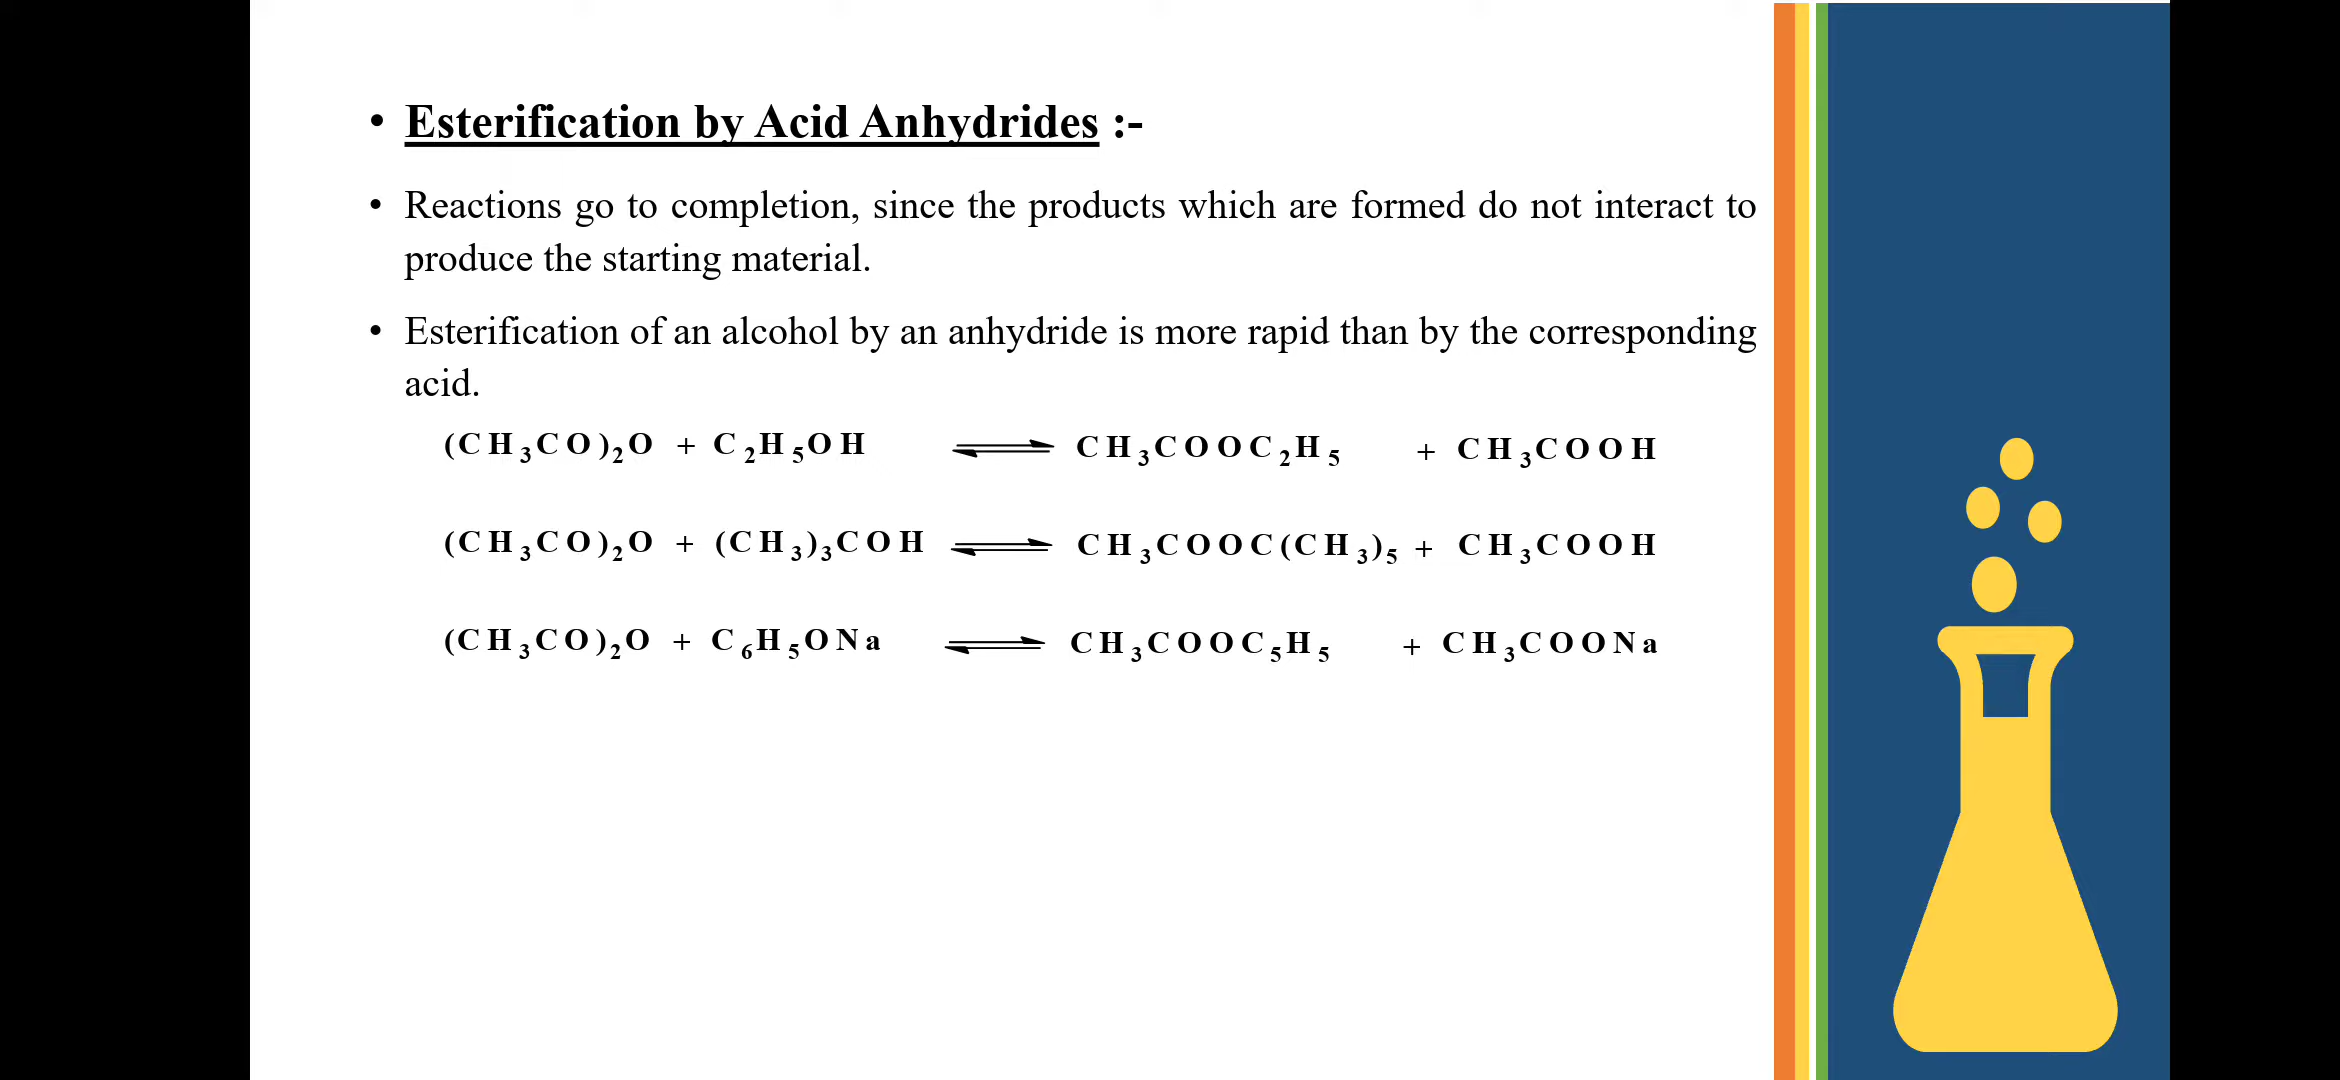 • Esterification by Acid Anhydrides :-
• Reactions go to completion, since the products which are formed do not interact to
produce the starting material.
• Esterification of an alcohol by an anhydride is more rapid than by the corresponding
acid.
(CH₃CO)₂O + C₂H₅OH ⇌ CH₃COOC₂H₅ + CH₃COOH
(CH₃CO)₂O + (CH₃)₃COH ⇌ CH₃COOC(CH₃)₅ + CH₃COOH
(CH₃CO)₂O + C₆H₅ONa ⇌ CH₃COOC₅H₅ + CH₃COONa